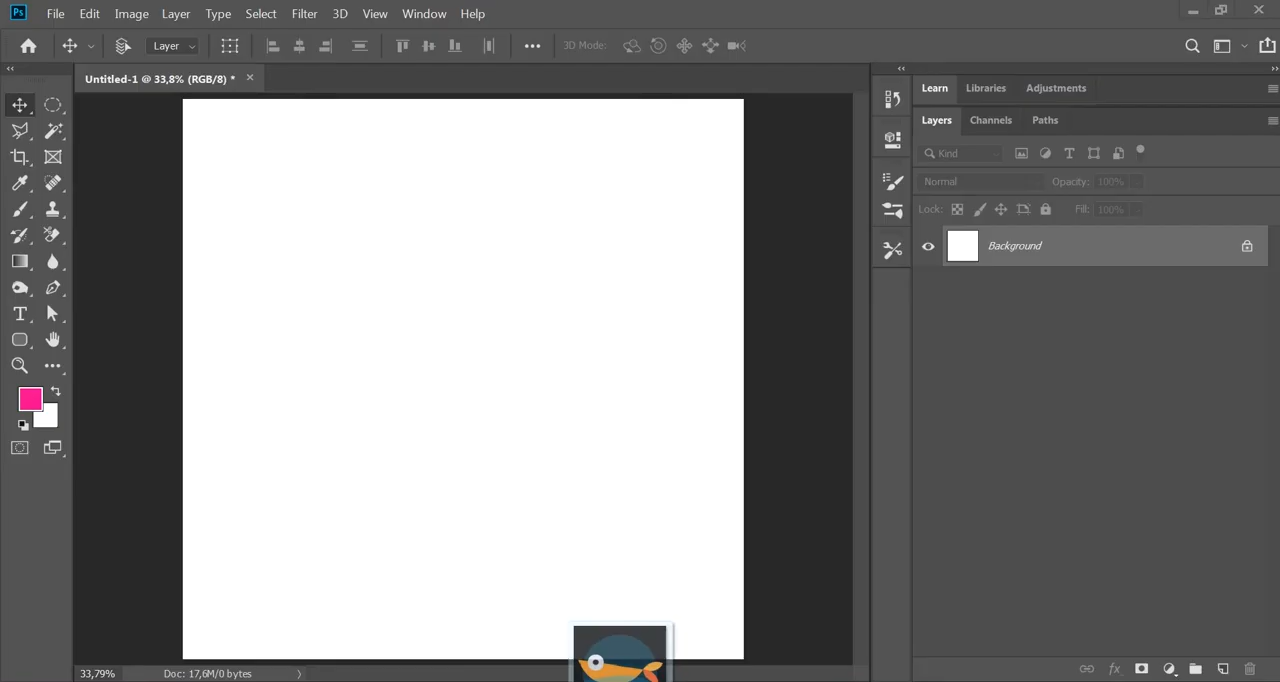 Ps File Edit Image Layer Type Select Filter 3D View Window Help
Layer 3D Mode:
Untitled-1 @ 33,8% (RGB/8) *
Learn Libraries Adjustments
Layers Channels Paths
Kind
Normal Opacity: 100%
Lock: Fill: 100%
Background
fx
33,79% Doc: 17,6M/0 bytes